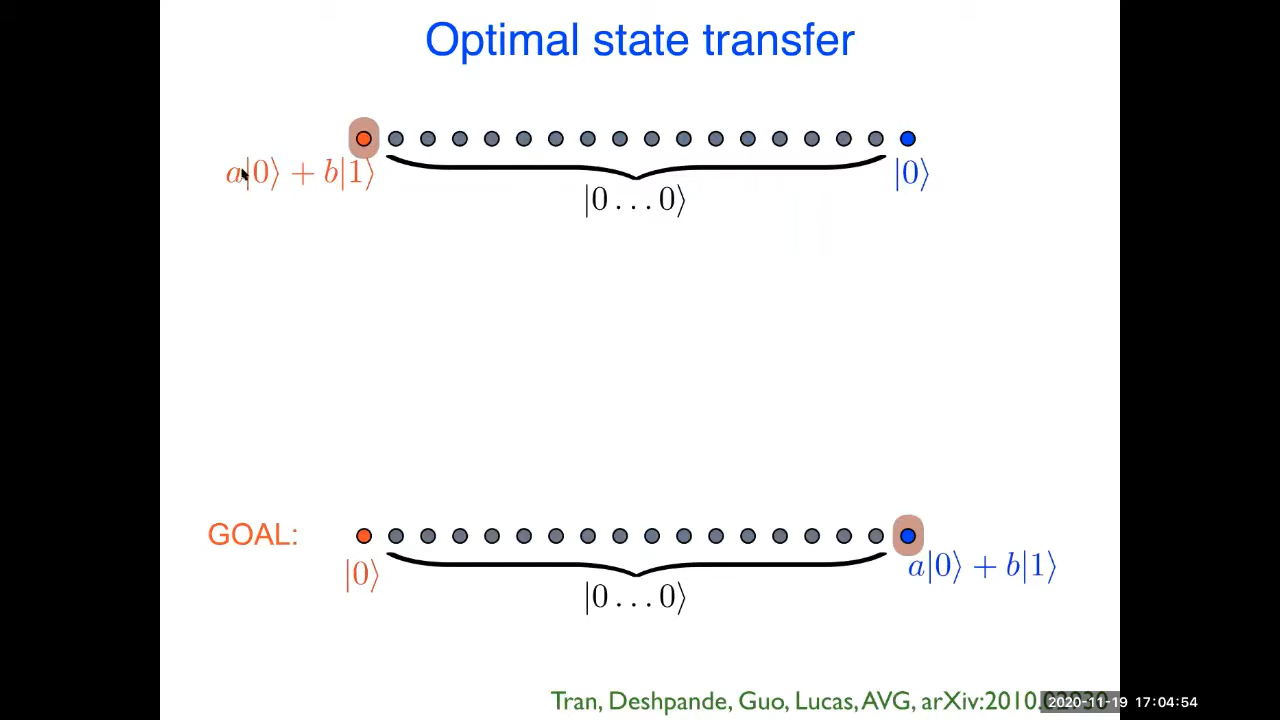 Optimal state transfer
a|0⟩ + b|1⟩
|0⟩
|0 . . . 0⟩
GOAL:
|0⟩
a|0⟩ + b|1⟩
|0 . . . 0⟩
Tran, Deshpande, Guo, Lucas, AVG, arXiv:2010.
2020-11-19 17:04:54